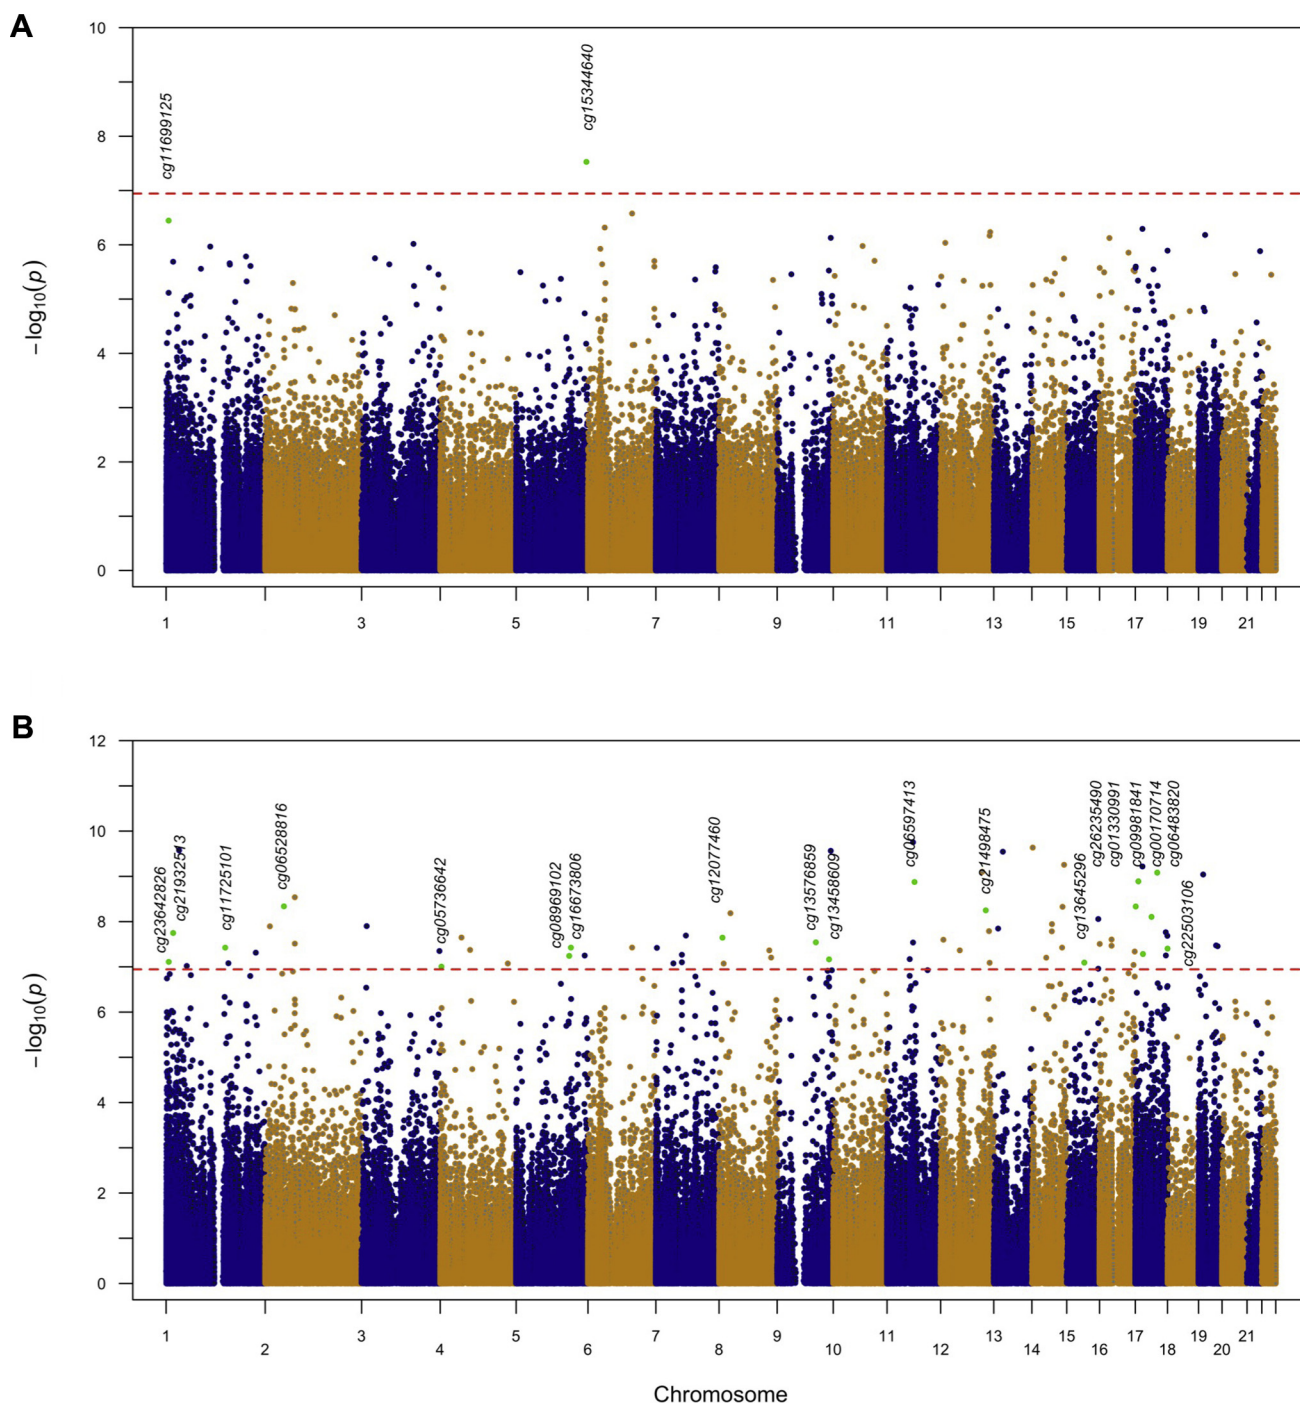 A
10
8
6
4
2
0
−log10(p)
cg11699125
cg15344640
1 3 5 7 9 11 13 15 17 19 21
B
12
10
8
6
4
2
0
−log10(p)
cg23642826
cg21932513
cg11725101
cg06528816
cg05736642
cg08969102
cg16673806
cg12077460
cg13576859
cg13458609
cg06597413
cg21498475
cg13645296
cg26235490
cg01330991
cg09981841
cg00170714
cg06483820
cg22503106
1 3 5 7 9 11 13 15 17 19 21
2 4 6 8 10 12 14 16 18 20
Chromosome